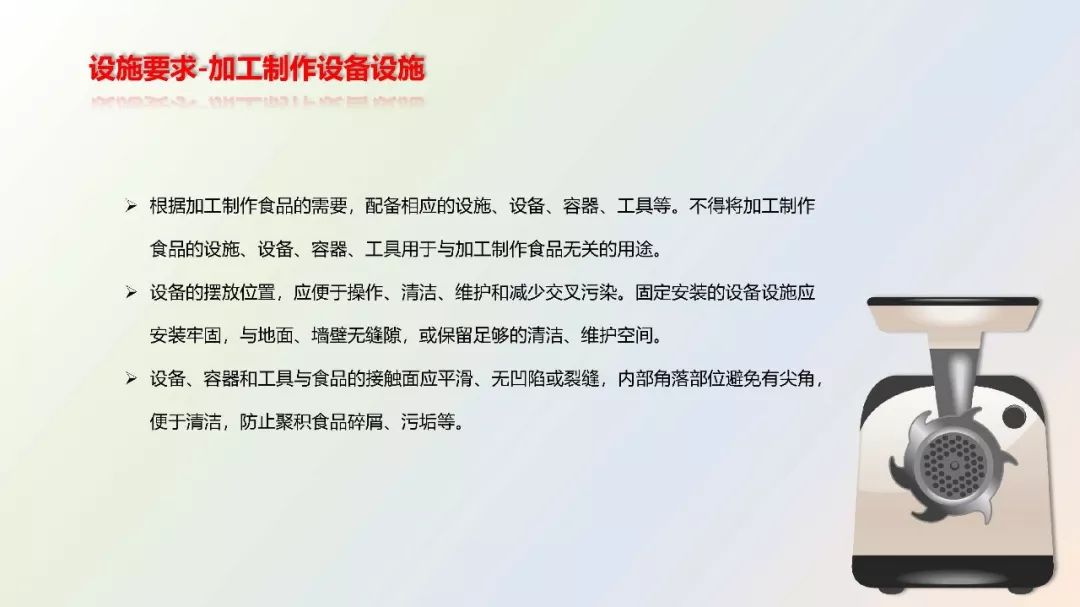 设施要求-加工制作设备设施
➢ 根据加工制作食品的需要，配备相应的设施、设备、容器、工具等。不得将加工制作
食品的设施、设备、容器、工具用于与加工制作食品无关的用途。
➢ 设备的摆放位置，应便于操作、清洁、维护和减少交叉污染。固定安装的设备设施应
安装牢固，与地面、墙壁无缝隙，或保留足够的清洁、维护空间。
➢ 设备、容器和工具与食品的接触面应平滑、无凹陷或裂缝，内部角落部位避免有尖角，
便于清洁，防止聚积食品碎屑、污垢等。